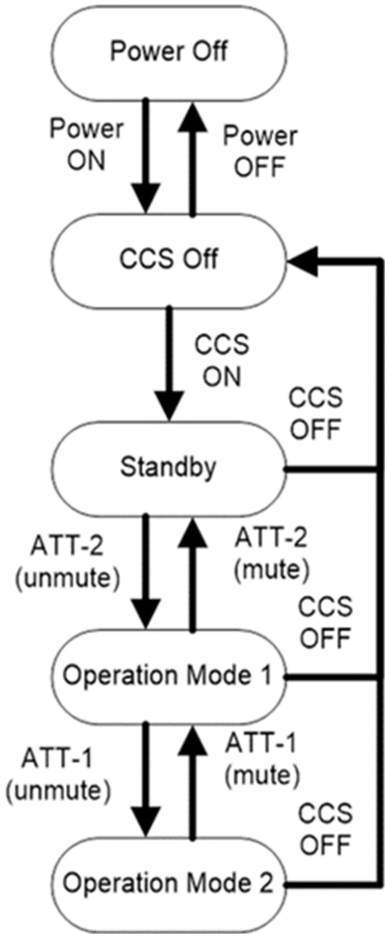 Power Off
Power
ON
Power
OFF
CCS Off
CCS
ON
CCS
OFF
Standby
ATT-2
(unmute)
ATT-2
(mute)
CCS
OFF
Operation Mode 1
ATT-1
(unmute)
ATT-1
(mute)
CCS
OFF
Operation Mode 2